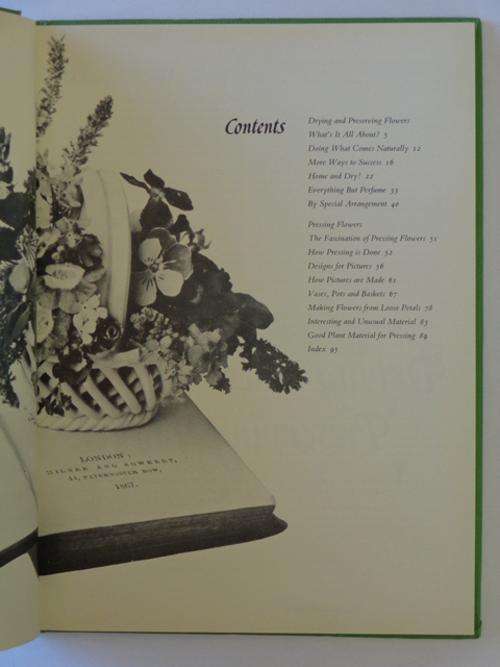 Contents
Drying and Preserving Flowers
What's It All About? 5
Doing What Comes Naturally 12
More Ways to Success 16
Home and Dry! 22
Everything But Perfume 33
By Special Arrangement 40
Pressing Flowers
The Fascination of Pressing Flowers 51
How Pressing is Done 52
Designs for Pictures 56
How Pictures are Made 61
Vases, Pots and Baskets 67
Making Flowers from Loose Petals 78
Interesting and Unusual Material 83
Good Plant Material for Pressing 89
Index 95
LONDON:
AND
PATERNOSTER ROW,
1867.